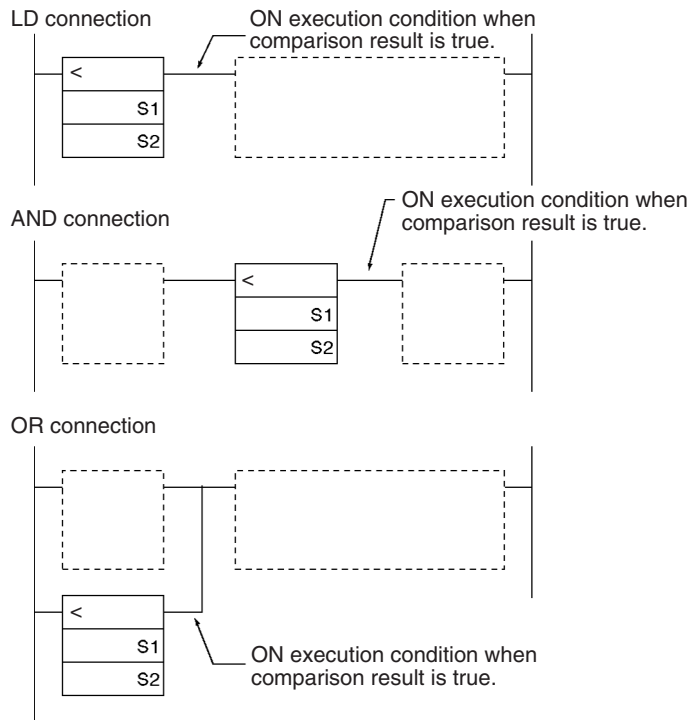 LD connection
ON execution condition when
comparison result is true.
<
S1
S2
AND connection
ON execution condition when
comparison result is true.
<
S1
S2
OR connection
<
S1
S2
ON execution condition when
comparison result is true.